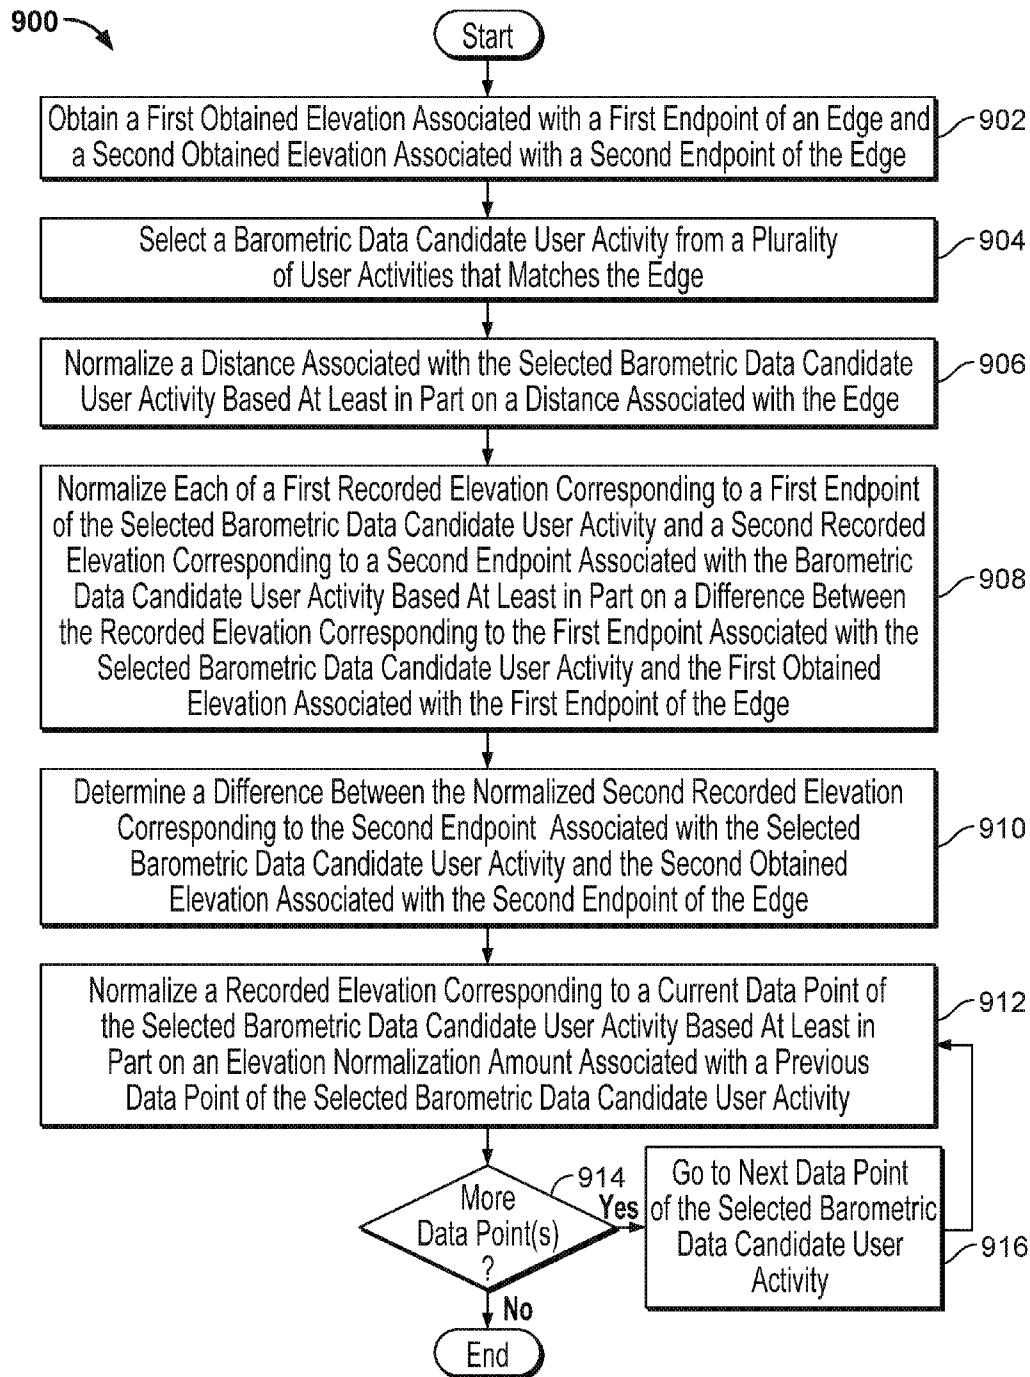 900
Start
Obtain a First Obtained Elevation Associated with a First Endpoint of an Edge and
a Second Obtained Elevation Associated with a Second Endpoint of the Edge
902
Select a Barometric Data Candidate User Activity from a Plurality
of User Activities that Matches the Edge
904
Normalize a Distance Associated with the Selected Barometric Data Candidate
User Activity Based At Least in Part on a Distance Associated with the Edge
906
Normalize Each of a First Recorded Elevation Corresponding to a First Endpoint
of the Selected Barometric Data Candidate User Activity and a Second Recorded
Elevation Corresponding to a Second Endpoint Associated with the Barometric
Data Candidate User Activity Based At Least in Part on a Difference Between
the Recorded Elevation Corresponding to the First Endpoint Associated with the
Selected Barometric Data Candidate User Activity and the First Obtained
Elevation Associated with the First Endpoint of the Edge
908
Determine a Difference Between the Normalized Second Recorded Elevation
Corresponding to the Second Endpoint Associated with the Selected
Barometric Data Candidate User Activity and the Second Obtained
Elevation Associated with the Second Endpoint of the Edge
910
Normalize a Recorded Elevation Corresponding to a Current Data Point of
the Selected Barometric Data Candidate User Activity Based At Least in
Part on an Elevation Normalization Amount Associated with a Previous
Data Point of the Selected Barometric Data Candidate User Activity
912
More
Data Point(s)
?
914
Yes
Go to Next Data Point
of the Selected Barometric
Data Candidate User
Activity
916
No
End